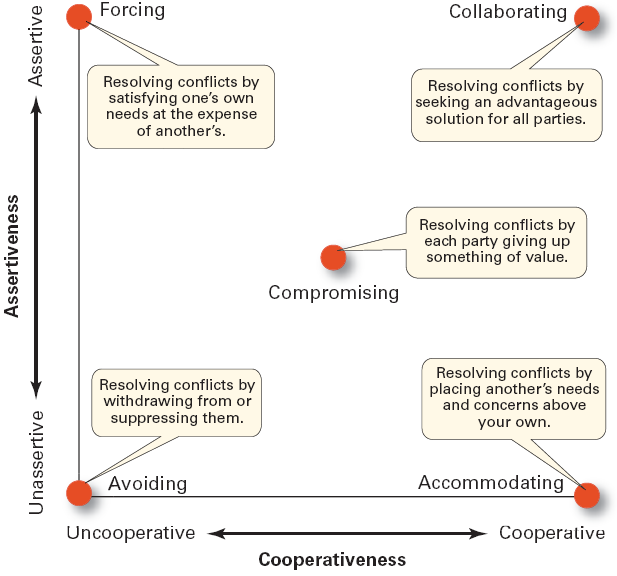 Forcing
Collaborating
Assertive
Resolving conflicts by
satisfying one's own
needs at the expense
of another's.
Resolving conflicts by
seeking an advantageous
solution for all parties.
Assertiveness
Resolving conflicts by
each party giving up
something of value.
Compromising
Resolving conflicts by
withdrawing from or
suppressing them.
Resolving conflicts by
placing another's needs
and concerns above
your own.
Unassertive
Avoiding
Accommodating
Uncooperative
Cooperative
Cooperativeness